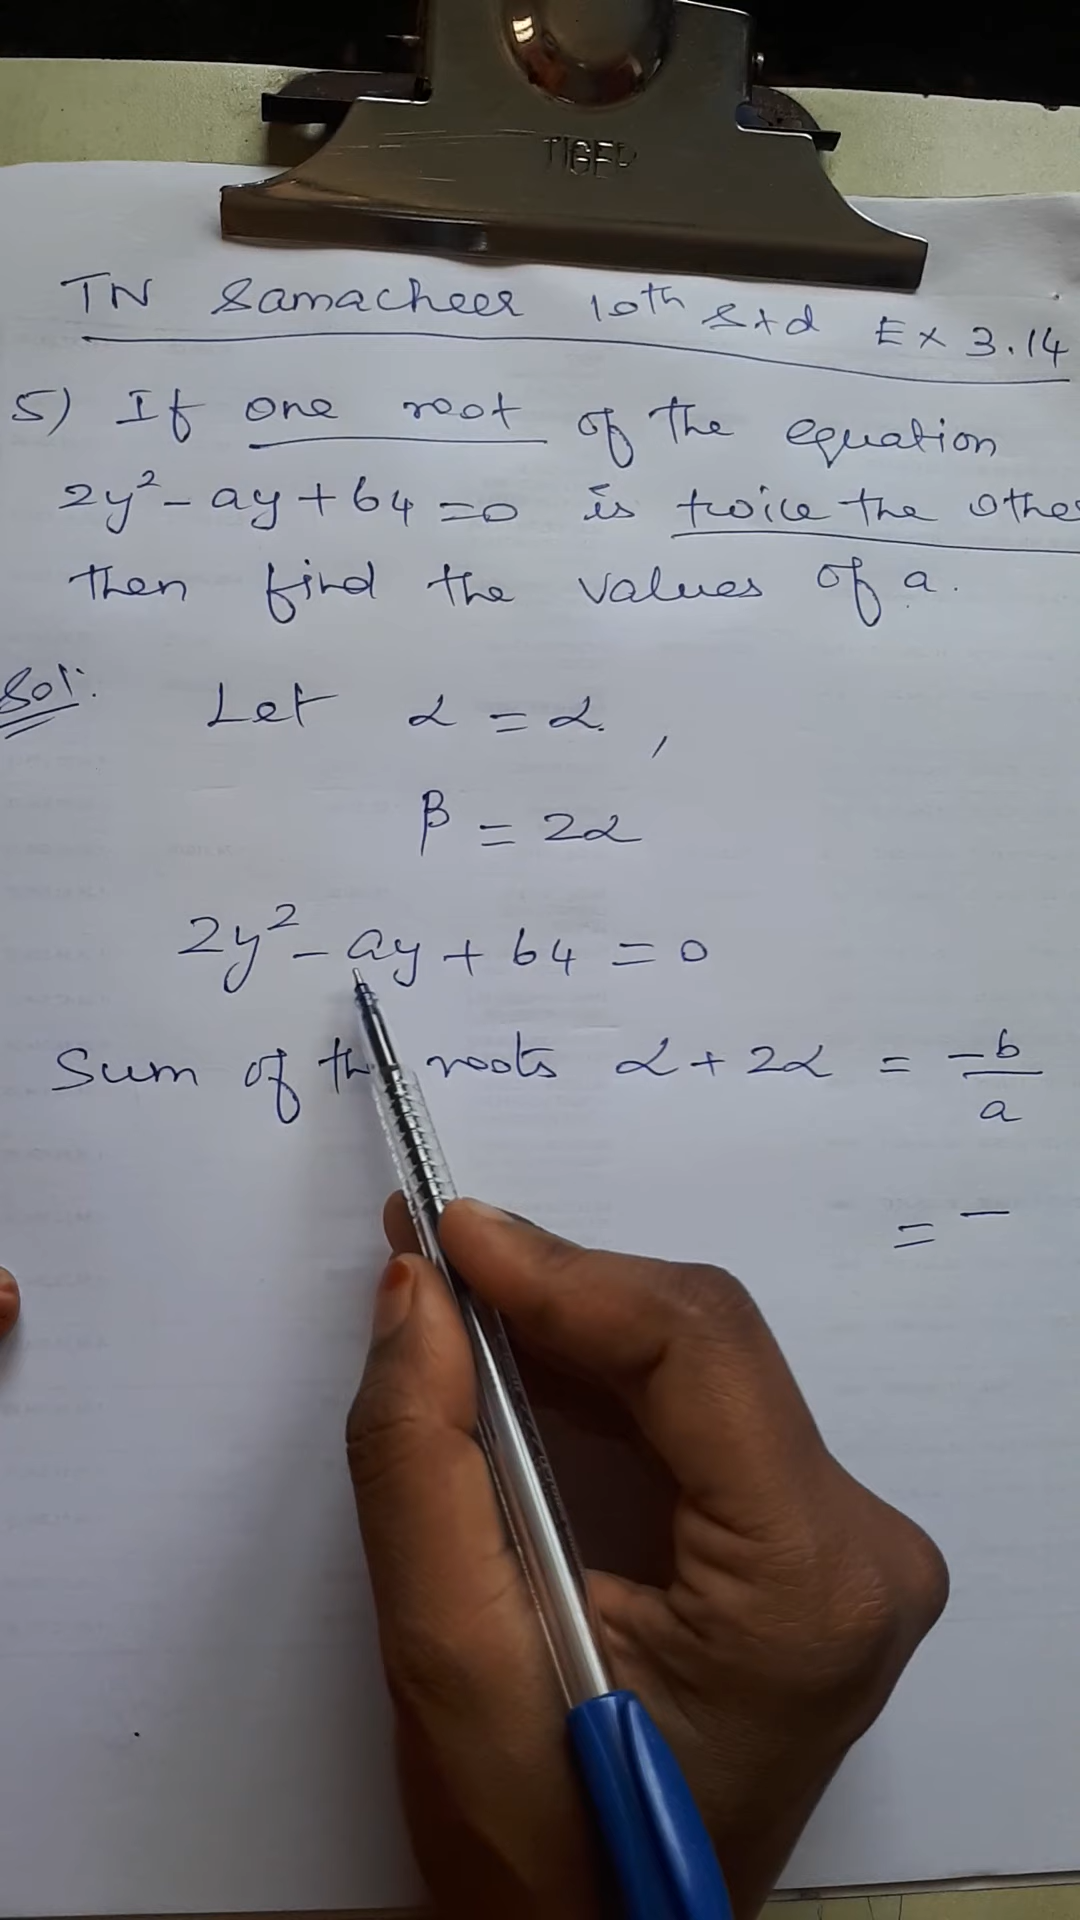 TIGER
TN Samacheer 10th std Ex 3.14
5) If one root of the equation
2y² - ay + 64 = 0 is twice the other
then find the values of a.
Sol:
Let α = α,
β = 2α
2y² - ay + 64 = 0
Sum of the roots α + 2α = -b/a
= -